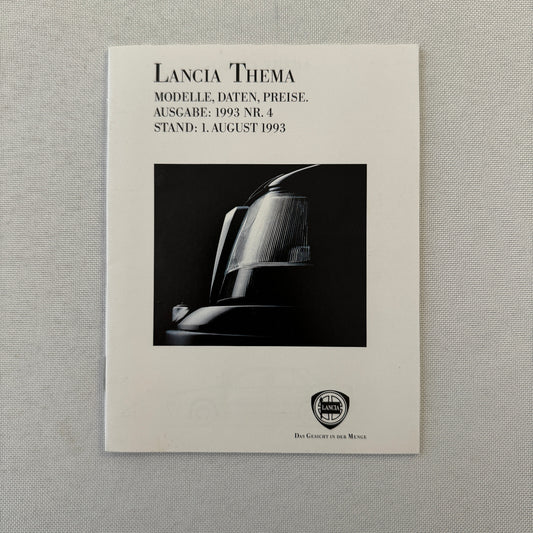 LANCIA THEMA
MODELLE, DATEN, PREISE.
AUSGABE: 1993 NR. 4
STAND: 1. AUGUST 1993
LANCIA
DAS GESICHT IN DER MENGE